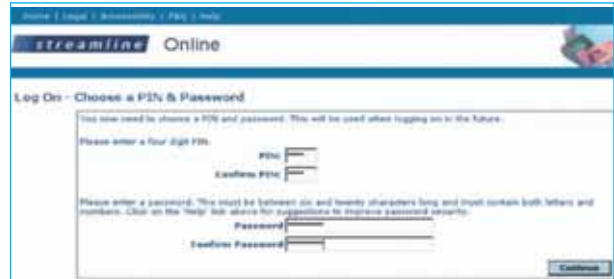 Home | Legal | Accessibility | FAQ | Help
streamline Online
Log On - Choose a PIN & Password
You now need to choose a PIN and password. This will be used when logging on in the future.
Please enter a four digit PIN.
PIN:
Confirm PIN:
Please enter a password. This must be between six and twenty characters long and must contain both letters and
numbers. Click on the 'Help' link above for suggestions to improve password security.
Password
Confirm Password
Continue